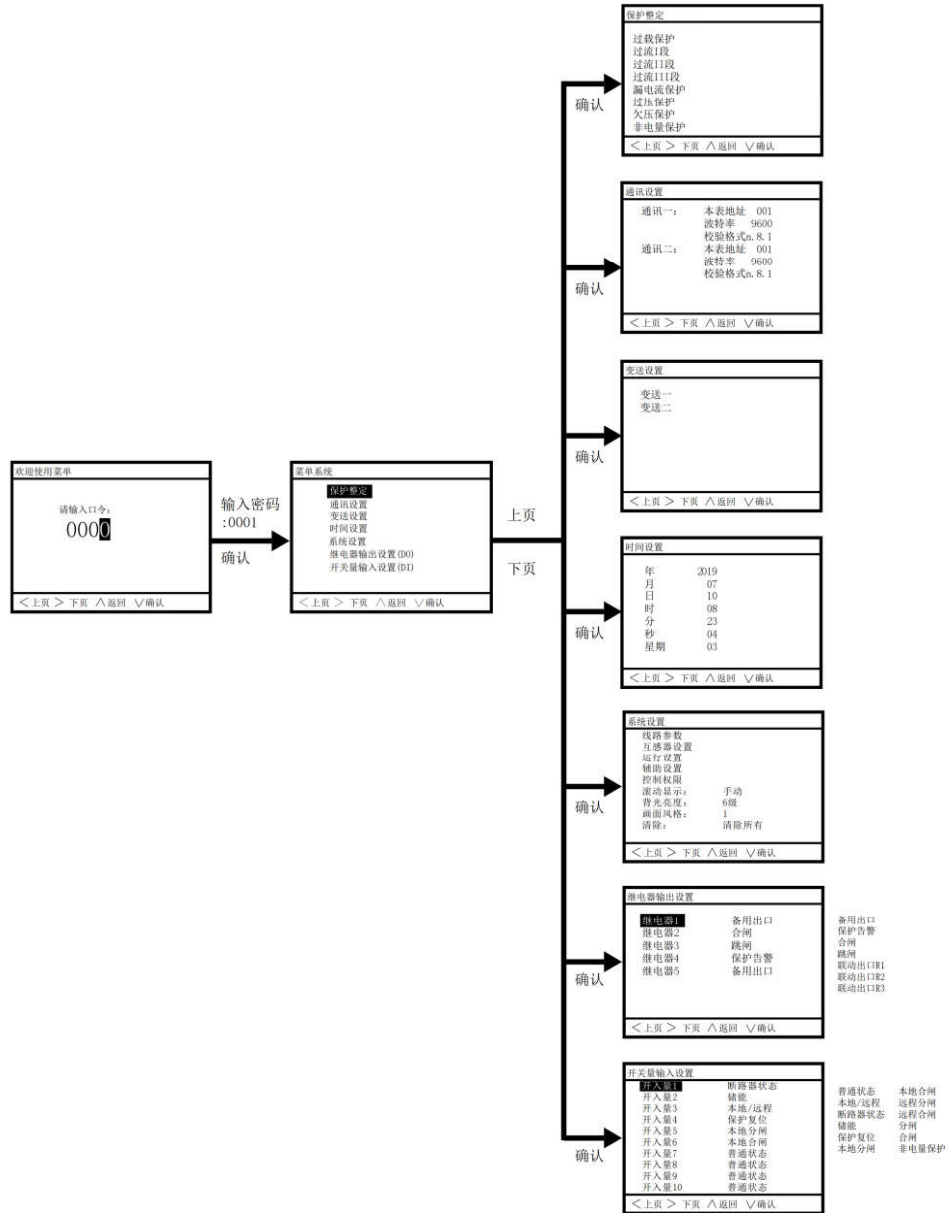 欢迎使用菜单
请输入口令:
0000
<上页 > 下页 ∧返回 ∨确认
输入密码
:0001
确认
菜单系统
保护整定
通讯设置
变送设置
时间设置
系统设置
继电器输出设置(DO)
开关量输入设置(DI)
<上页 > 下页 ∧返回 ∨确认
上页
下页
确认
保护整定
过载保护
过流I段
过流II段
过流III段
漏电流保护
过压保护
欠压保护
非电量保护
<上页 > 下页 ∧返回 ∨确认
确认
通讯设置
通讯一: 本表地址 001
波特率 9600
校验格式n.8.1
通讯二: 本表地址 001
波特率 9600
校验格式n.8.1
<上页 > 下页 ∧返回 ∨确认
确认
变送设置
变送一
变送二
<上页 > 下页 ∧返回 ∨确认
确认
时间设置
年 2019
月 07
日 10
时 08
分 23
秒 04
星期 03
<上页 > 下页 ∧返回 ∨确认
确认
系统设置
线路参数
互感器设置
运行设置
辅助设置
控制权限
滚动显示: 手动
背光亮度: 6级
画面风格: 1
清除: 清除所有
<上页 > 下页 ∧返回 ∨确认
确认
继电器输出设置
继电器1 备用出口
继电器2 合闸
继电器3 跳闸
继电器4 保护告警
继电器5 备用出口
<上页 > 下页 ∧返回 ∨确认
备用出口
保护告警
合闸
跳闸
联动出口R1
联动出口R2
联动出口R3
确认
开关量输入设置
开入量1 断路器状态
开入量2 储能
开入量3 本地/远程
开入量4 保护复位
开入量5 本地分闸
开入量6 本地合闸
开入量7 普通状态
开入量8 普通状态
开入量9 普通状态
开入量10 普通状态
<上页 > 下页 ∧返回 ∨确认
普通状态 本地合闸
本地/远程 远程分闸
断路器状态 远程合闸
储能 分闸
保护复位 合闸
本地分闸 非电量保护